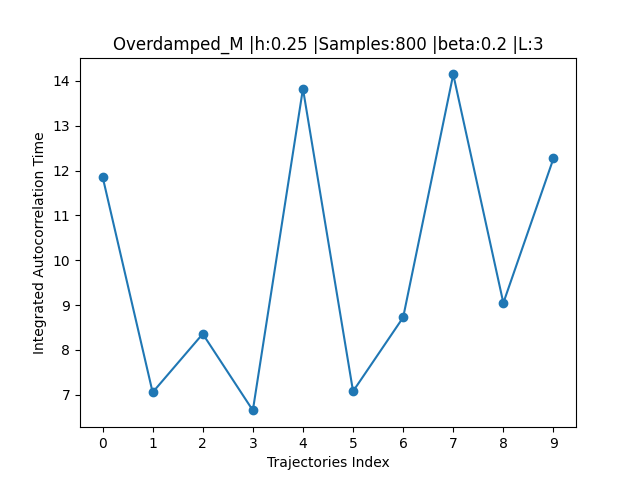 Overdamped_M |h:0.25 |Samples:800 |beta:0.2 |L:3
Integrated Autocorrelation Time
14
13
12
11
10
9
8
7
0 1 2 3 4 5 6 7 8 9
Trajectories Index